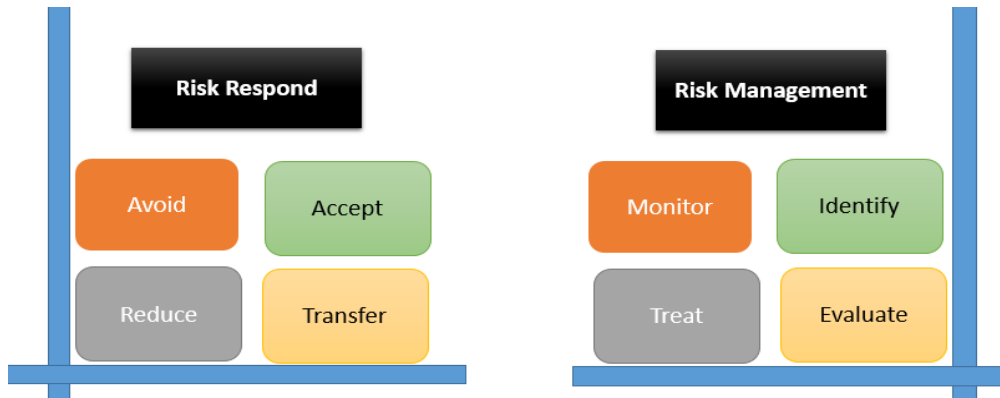 Risk Respond
Avoid
Accept
Reduce
Transfer
Risk Management
Monitor
Identify
Treat
Evaluate